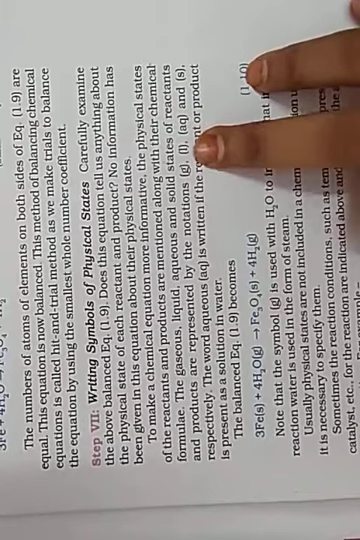 The numbers of atoms of elements on both sides of Eq. (1.9) are
equal. This equation is now balanced. This method of balancing chemical
equations is called hit-and-trial method as we make trials to balance
the equation by using the smallest whole number coefficient.
Step VII: Writing Symbols of Physical States Carefully examine
the above balanced Eq. (1.9) Does this equation tell us anything about
the physical state of each reactant and product? No information has
been given in this equation about their physical states.
To make a chemical equation more informative, the physical states
of the reactants and products are mentioned along with their chemical
formulae. The gaseous, liquid, aqueous and solid states of reactants
and products are represented by the notations (g), (l), (aq) and (s),
respectively. The word aqueous (aq) is written if the or product
is present as a solution in water.
The balanced Eq. (1.9) becomes
3Fe(s) + 4H₂O(g) → Fe₃O₄(s) + 4H₂(g)
Note that the symbol (g) is used with H₂O to
reaction water is used in the form of steam.
Usually physical states are not included in a
it is necessary to specify them.
Sometimes the reaction conditions, such as
catalyst, etc., for the reaction are indicated above